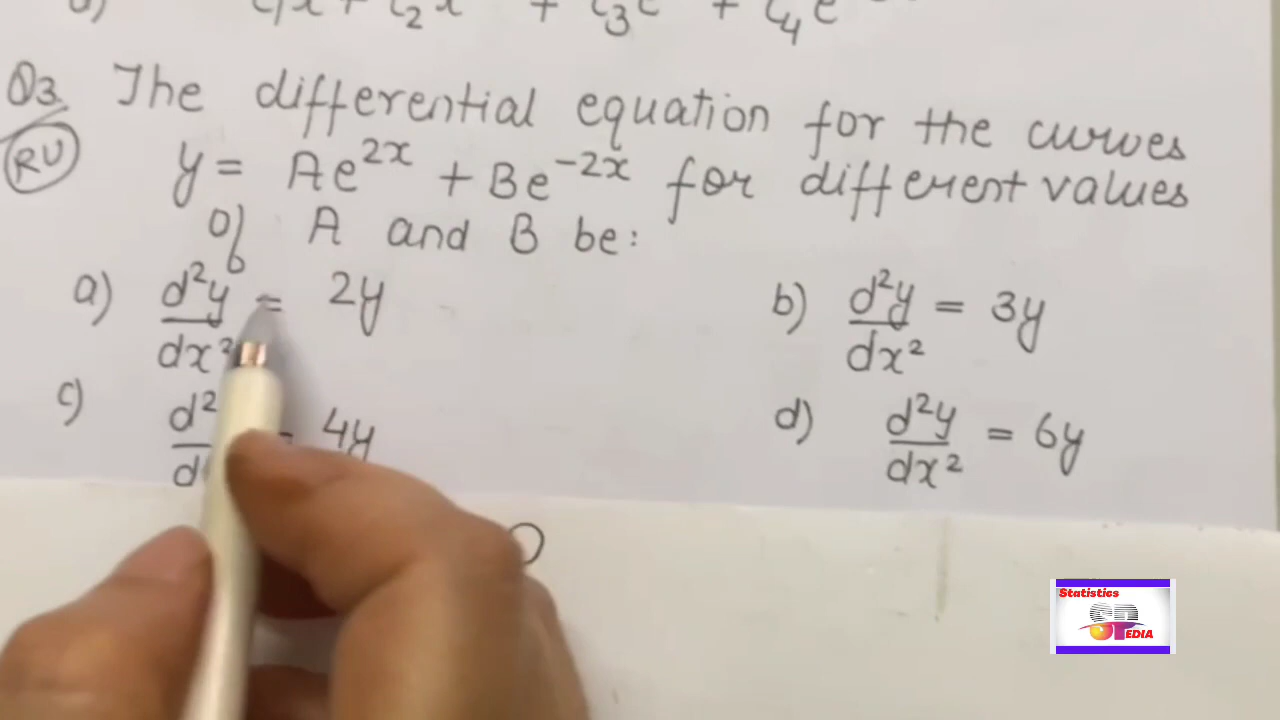 Q3 The differential equation for the curves
RU
y = Ae^{2x} + Be^{-2x} for different values
of A and B be:
a) d²y/dx² = 2y
b) d²y/dx² = 3y
c) d² = 4y
d) d²y/dx² = 6y
Statistics
EDIA